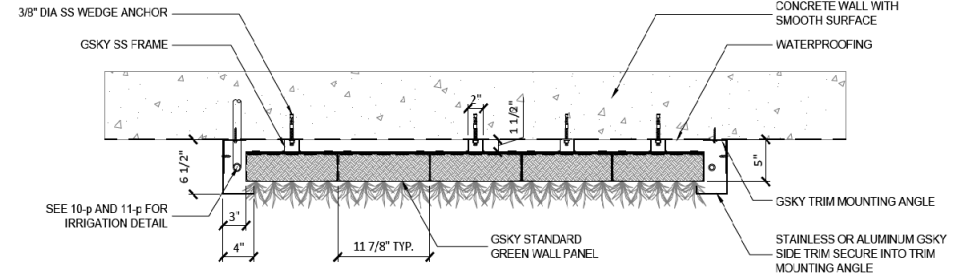 3/8" DIA SS WEDGE ANCHOR
GSKY SS FRAME
CONCRETE WALL WITH
SMOOTH SURFACE
WATERPROOFING
2"
1 1/2"
6 1/2"
5"
SEE 10-p AND 11-p FOR
IRRIGATION DETAIL
3"
4"
11 7/8" TYP.
GSKY STANDARD
GREEN WALL PANEL
GSKY TRIM MOUNTING ANGLE
STAINLESS OR ALUMINUM GSKY
SIDE TRIM SECURE INTO TRIM
MOUNTING ANGLE